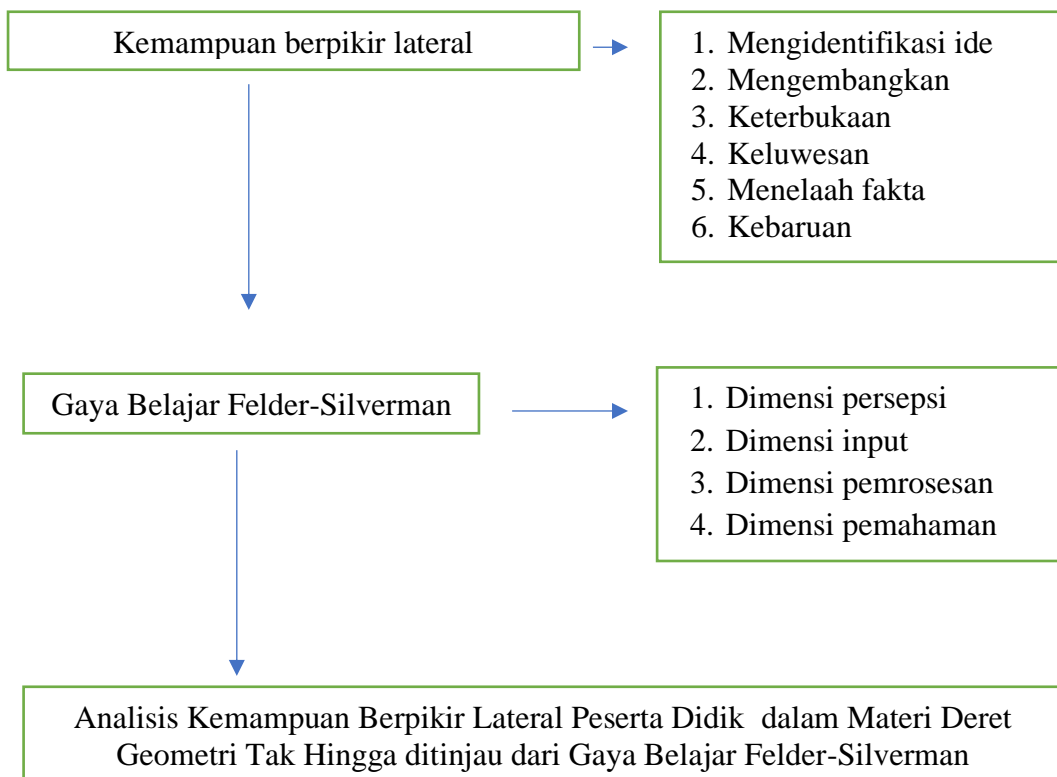 Kemampuan berpikir lateral
1. Mengidentifikasi ide
2. Mengembangkan
3. Keterbukaan
4. Keluwesan
5. Menelaah fakta
6. Kebaruan
Gaya Belajar Felder-Silverman
1. Dimensi persepsi
2. Dimensi input
3. Dimensi pemrosesan
4. Dimensi pemahaman
Analisis Kemampuan Berpikir Lateral Peserta Didik dalam Materi Deret
Geometri Tak Hingga ditinjau dari Gaya Belajar Felder-Silverman